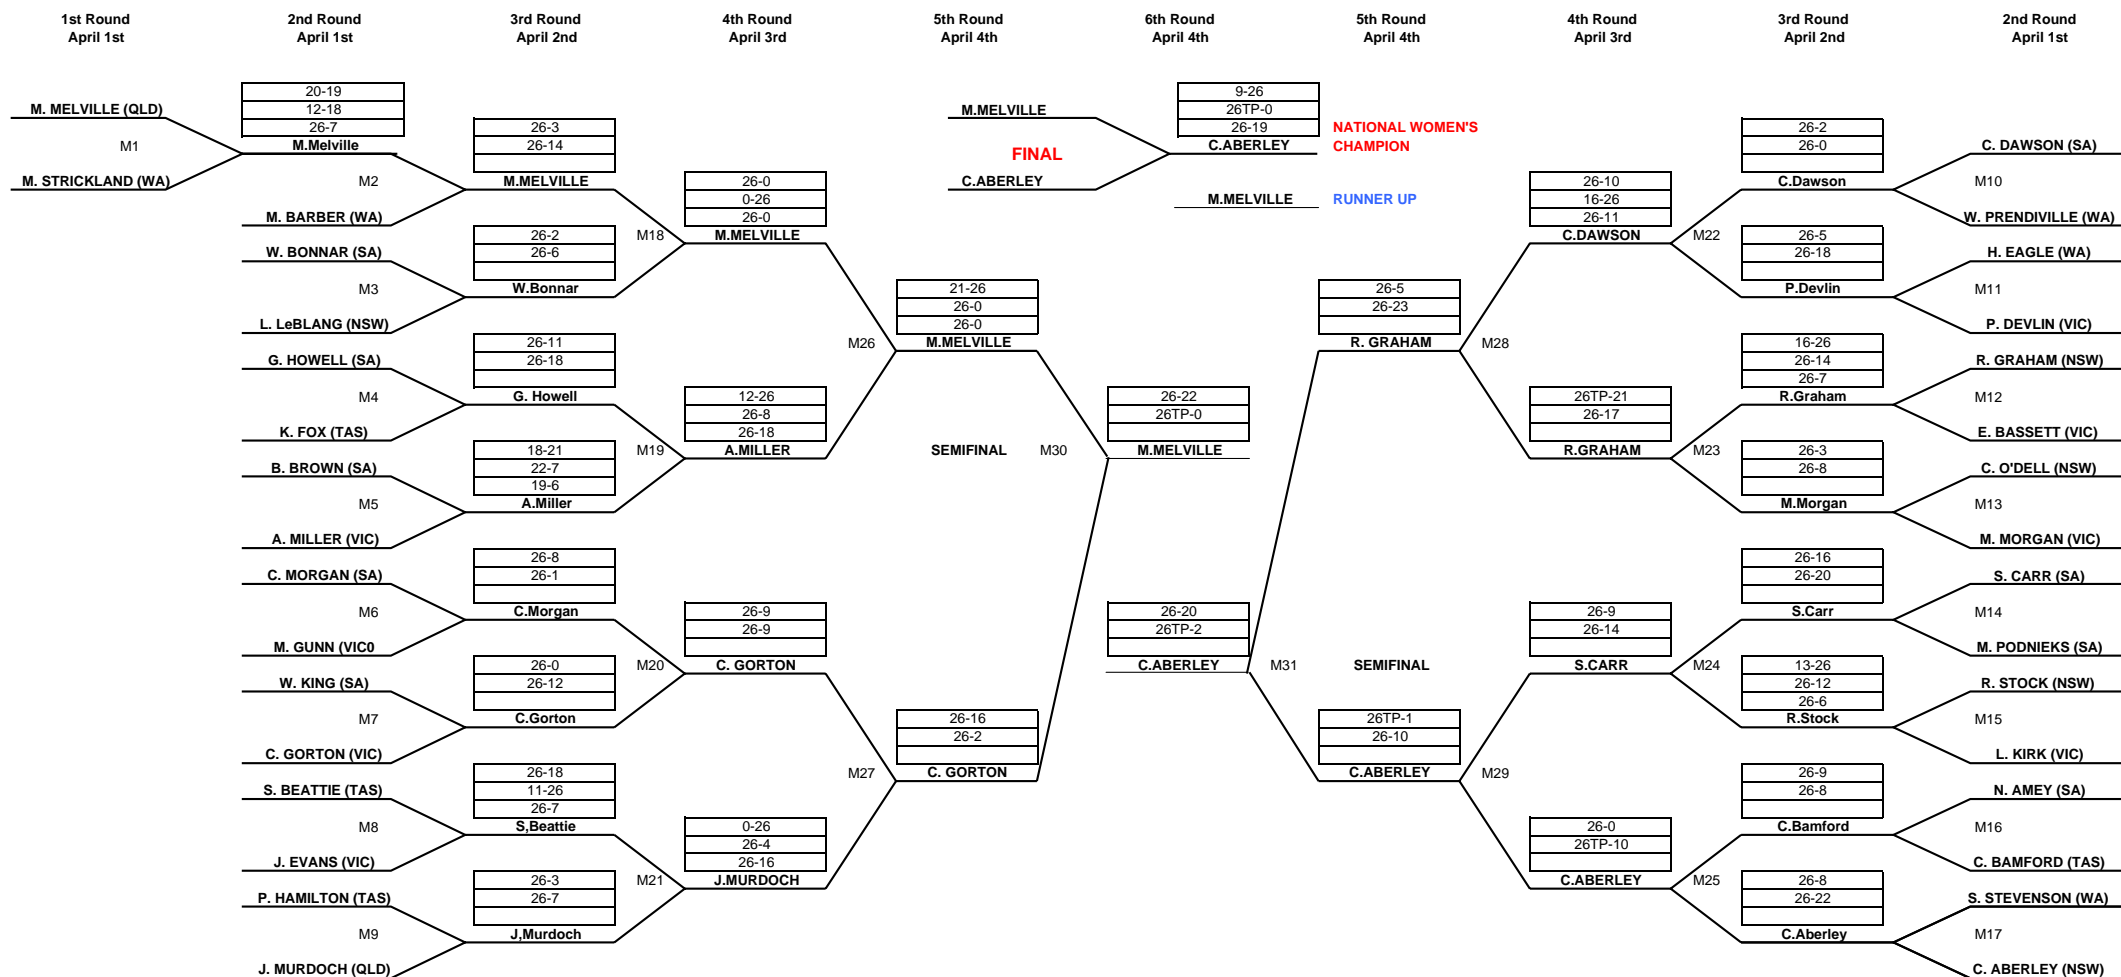 1st Round
April 1st
2nd Round
April 1st
3rd Round
April 2nd
4th Round
April 3rd
5th Round
April 4th
6th Round
April 4th
5th Round
April 4th
4th Round
April 3rd
3rd Round
April 2nd
2nd Round
April 1st
M. MELVILLE (QLD)
M1
M. STRICKLAND (WA)
20-19
12-18
26-7
M.Melville
M2
M. BARBER (WA)
W. BONNAR (SA)
M3
L. LeBLANG (NSW)
G. HOWELL (SA)
M4
K. FOX (TAS)
B. BROWN (SA)
M5
A. MILLER (VIC)
C. MORGAN (SA)
M6
M. GUNN (VIC0
W. KING (SA)
M7
C. GORTON (VIC)
S. BEATTIE (TAS)
M8
J. EVANS (VIC)
P. HAMILTON (TAS)
M9
J. MURDOCH (QLD)
26-3
26-14
M.MELVILLE
M18
26-2
26-6
W.Bonnar
26-11
26-18
G. Howell
M19
18-21
22-7
19-6
A.Miller
26-8
26-1
C.Morgan
M20
26-0
26-12
C.Gorton
26-18
11-26
26-7
S,Beattie
M21
26-3
26-7
J,Murdoch
26-0
0-26
26-0
M.MELVILLE
M26
12-26
26-8
26-18
A.MILLER
26-9
26-9
C. GORTON
M27
0-26
26-4
26-16
J.MURDOCH
21-26
26-0
26-0
M.MELVILLE
SEMIFINAL M30
26-16
26-2
C. GORTON
M.MELVILLE
FINAL
C.ABERLEY
9-26
26TP-0
26-19
C.ABERLEY
NATIONAL WOMEN'S
CHAMPION
M.MELVILLE
RUNNER UP
26-22
26TP-0
M.MELVILLE
26-20
26TP-2
C.ABERLEY
M31 SEMIFINAL
26-5
26-23
R. GRAHAM
M28
26TP-1
26-10
C.ABERLEY
M29
26-10
16-26
26-11
C.DAWSON
M22
26TP-21
26-17
R.GRAHAM
M23
26-9
26-14
S.CARR
M24
26-0
26TP-10
C.ABERLEY
M25
26-2
26-0
C.Dawson
26-5
26-18
P.Devlin
16-26
26-14
26-7
R.Graham
26-3
26-8
M.Morgan
26-16
26-20
S.Carr
13-26
26-12
26-6
R.Stock
26-9
26-8
C.Bamford
26-8
26-22
C.Aberley
C. DAWSON (SA)
M10
W. PRENDIVILLE (WA)
H. EAGLE (WA)
M11
P. DEVLIN (VIC)
R. GRAHAM (NSW)
M12
E. BASSETT (VIC)
C. O'DELL (NSW)
M13
M. MORGAN (VIC)
S. CARR (SA)
M14
M. PODNIEKS (SA)
R. STOCK (NSW)
M15
L. KIRK (VIC)
N. AMEY (SA)
M16
C. BAMFORD (TAS)
S. STEVENSON (WA)
M17
C. ABERLEY (NSW)